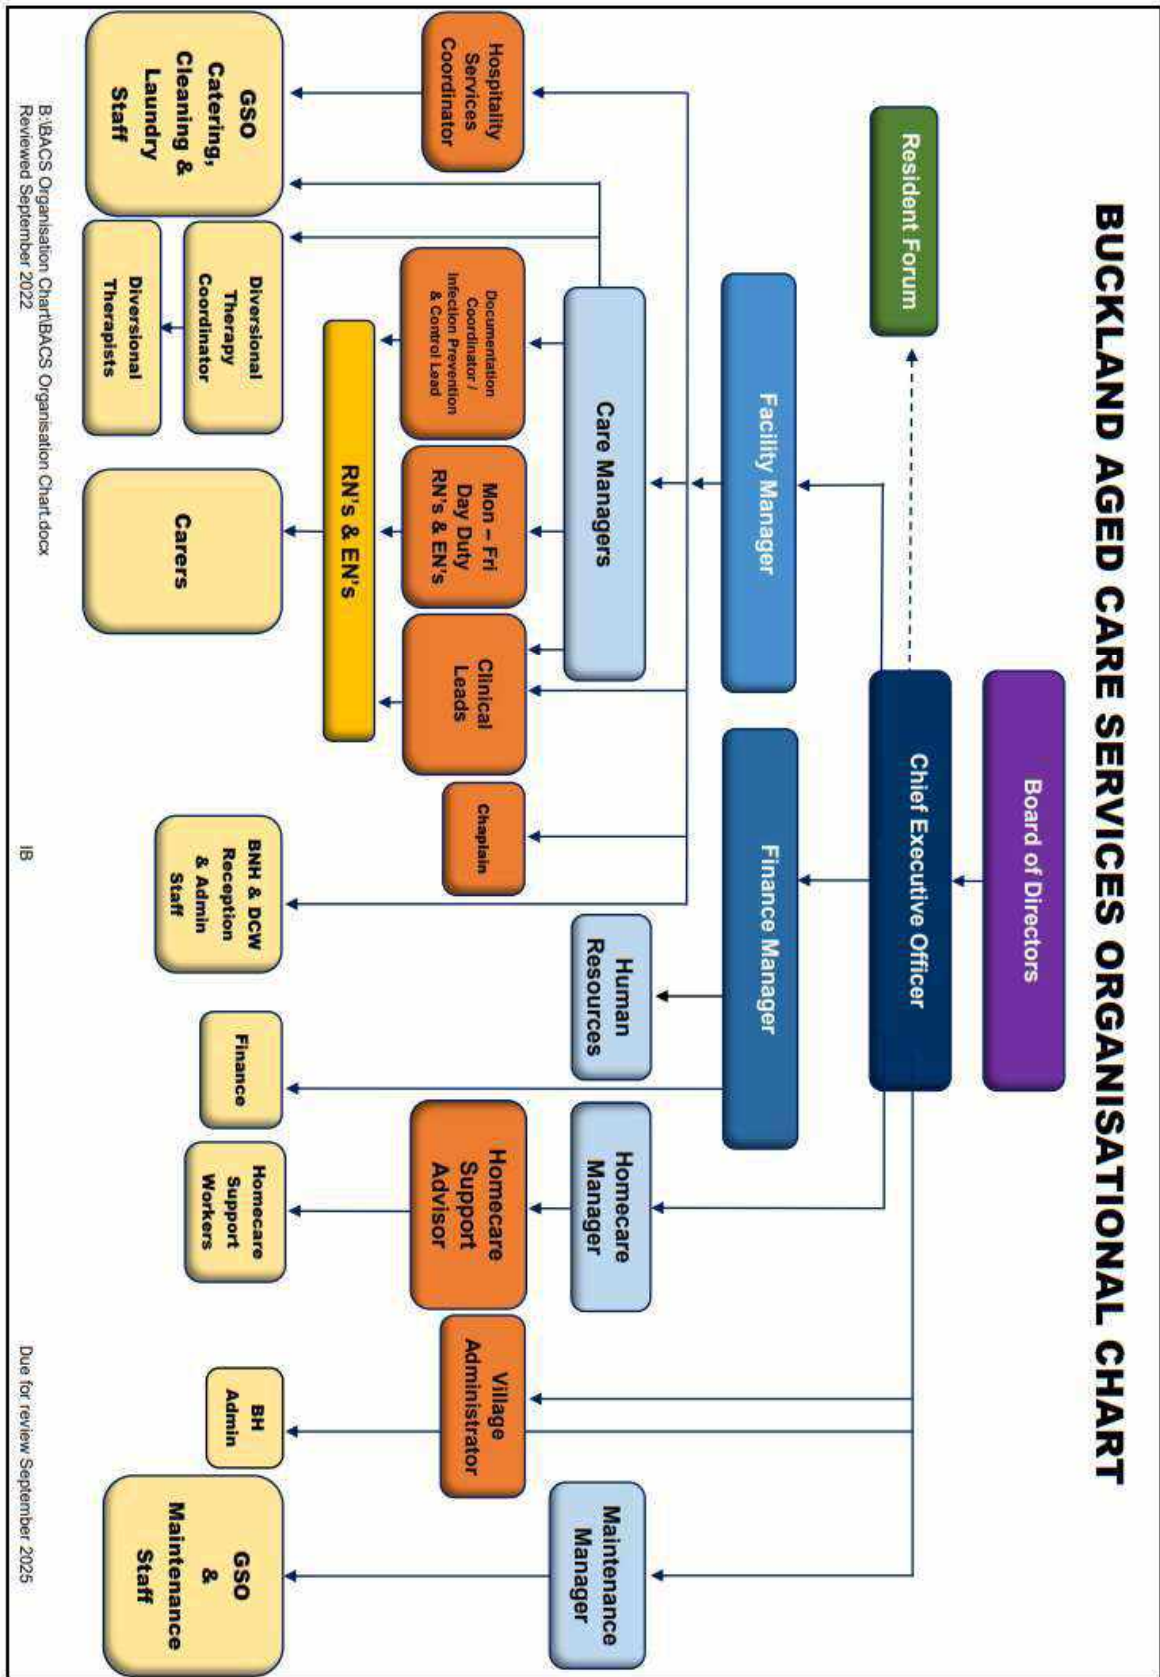 BUCKLAND AGED CARE SERVICES ORGANISATIONAL CHART
Board of Directors
Resident Forum
Chief Executive Officer
Facility Manager
Finance Manager
Care Managers
Human
Resources
Homecare
Manager
Maintenance
Manager
Hospitality
Services
Coordinator
Documentation
Coordinator /
Infection Prevention
& Control Lead
Mon – Fri
Day Duty
RN's & EN's
Clinical
Leads
Chaplain
Homecare
Support
Advisor
Village
Administrator
RN's & EN's
GSO
Catering,
Cleaning &
Laundry
Staff
Diversional
Therapy
Coordinator
Diversional
Therapists
Carers
BNH & DCW
Reception
& Admin
Staff
Finance
Homecare
Support
Workers
BH
Admin
GSO
&
Maintenance
Staff
B:\BACS Organisation Chart\BACS Organisation Chart.docx
Reviewed September 2022
IB
Due for review September 2025